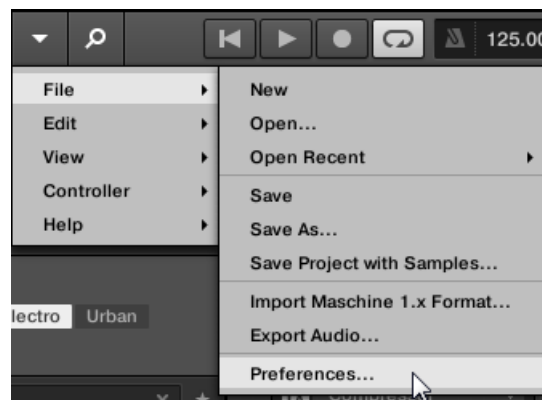 125.00
File
Edit
View
Controller
Help
New
Open...
Open Recent
Save
Save As...
Save Project with Samples...
Import Maschine 1.x Format...
Export Audio...
Preferences...
lectro Urban